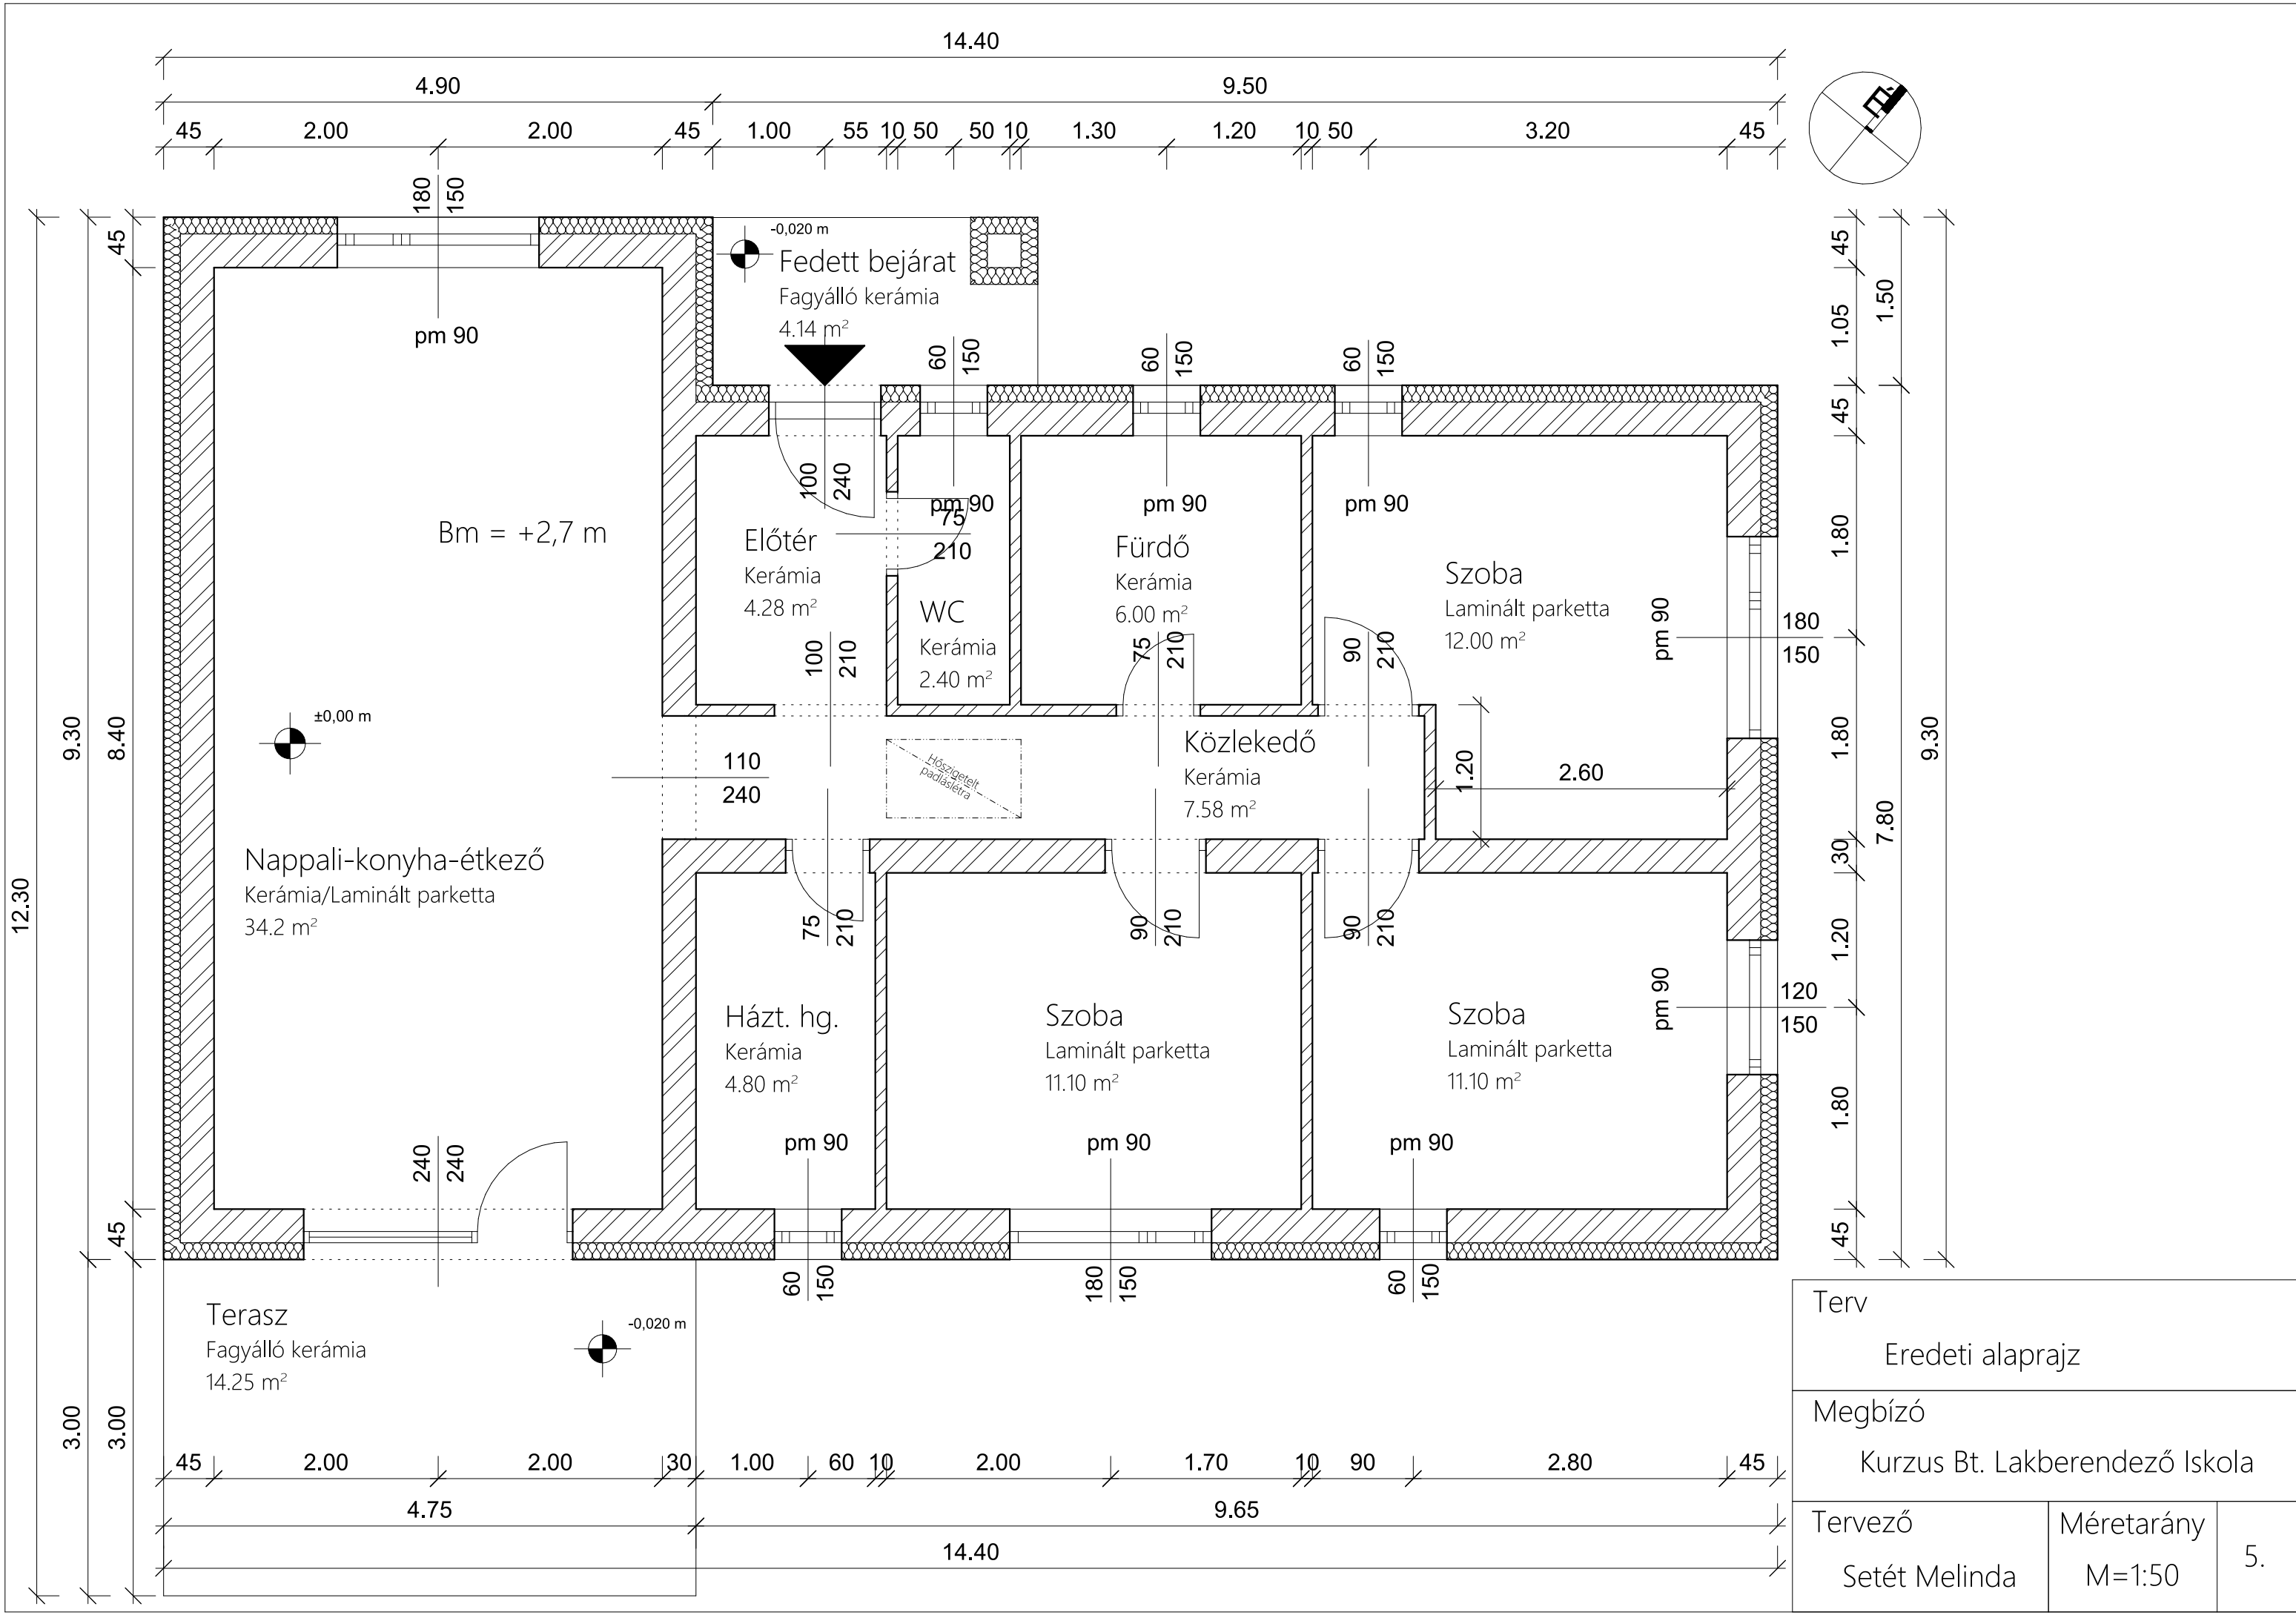 14.40
4.90 9.50
45 2.00 2.00 45 1.00 55 10 50 50 10 1.30 1.20 10 50 3.20 45
É
180 150
pm 90
-0,020 m
Fedett bejárat
Fagyálló kerámia
4.14 m²
60 150
60 150
60 150
45
8.40
45
3.00
9.30
3.00
12.30
45
1.05
45
1.80
1.80
30
1.20
1.80
45
1.50
7.80
9.30
100 240
pm 90
pm 90
pm 90
75
210
Bm = +2,7 m
Előtér
Kerámia
4.28 m²
WC
Kerámia
2.40 m²
Fürdő
Kerámia
6.00 m²
Szoba
Laminált parketta
12.00 m²
pm 90
180
150
100 210
75 210
90 210
±0,00 m
110
240
Hőszigetelt
padláslétra
Közlekedő
Kerámia
7.58 m²
1.20
2.60
Nappali-konyha-étkező
Kerámia/Laminált parketta
34.2 m²
75 210
90 210
90 210
Házt. hg.
Kerámia
4.80 m²
Szoba
Laminált parketta
11.10 m²
Szoba
Laminált parketta
11.10 m²
pm 90
120
150
240 240
pm 90
pm 90
pm 90
60 150
180 150
60 150
Terasz
Fagyálló kerámia
14.25 m²
-0,020 m
45 2.00 2.00 30 1.00 60 10 2.00 1.70 10 90 2.80 45
4.75 9.65
14.40
Terv
Eredeti alaprajz
Megbízó
Kurzus Bt. Lakberendező Iskola
Tervező
Setét Melinda
Méretarány
M=1:50
5.